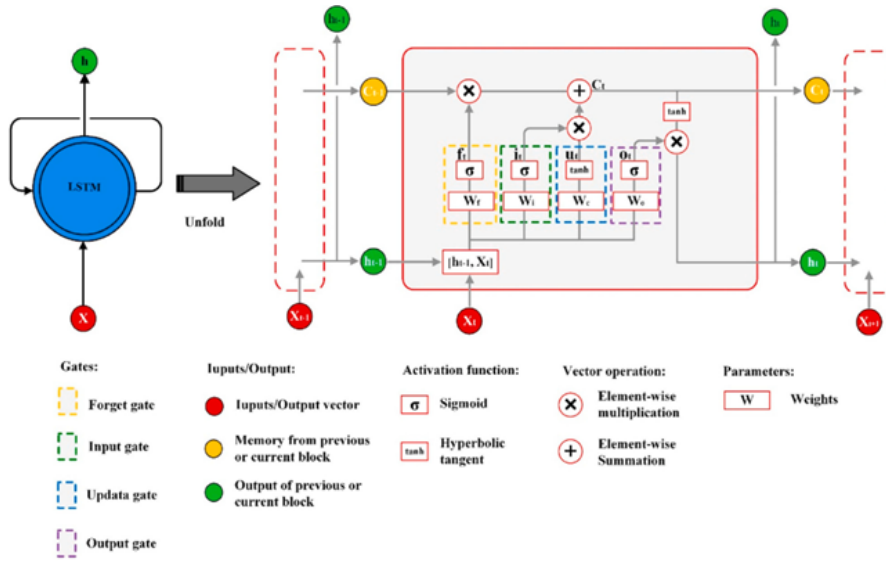 h
LSTM
X
Unfold
ht-1
Ct-1
ht-1
Xt-1
Ct
ft
it
ut
ot
σ
σ
tanh
σ
Wf
Wi
Wc
Wo
[ht-1, Xt]
Xt
tanh
ht
Ct
ht
Xt+1
Gates:
Forget gate
Input gate
Updata gate
Output gate
Iuputs/Output:
Iuputs/Output vector
Memory from previous
or current block
Output of previous or
current block
Activation function:
σ
Sigmoid
tanh
Hyperbolic
tangent
Vector operation:
×
Element-wise
multiplication
+
Element-wise
Summation
Parameters:
W
Weights